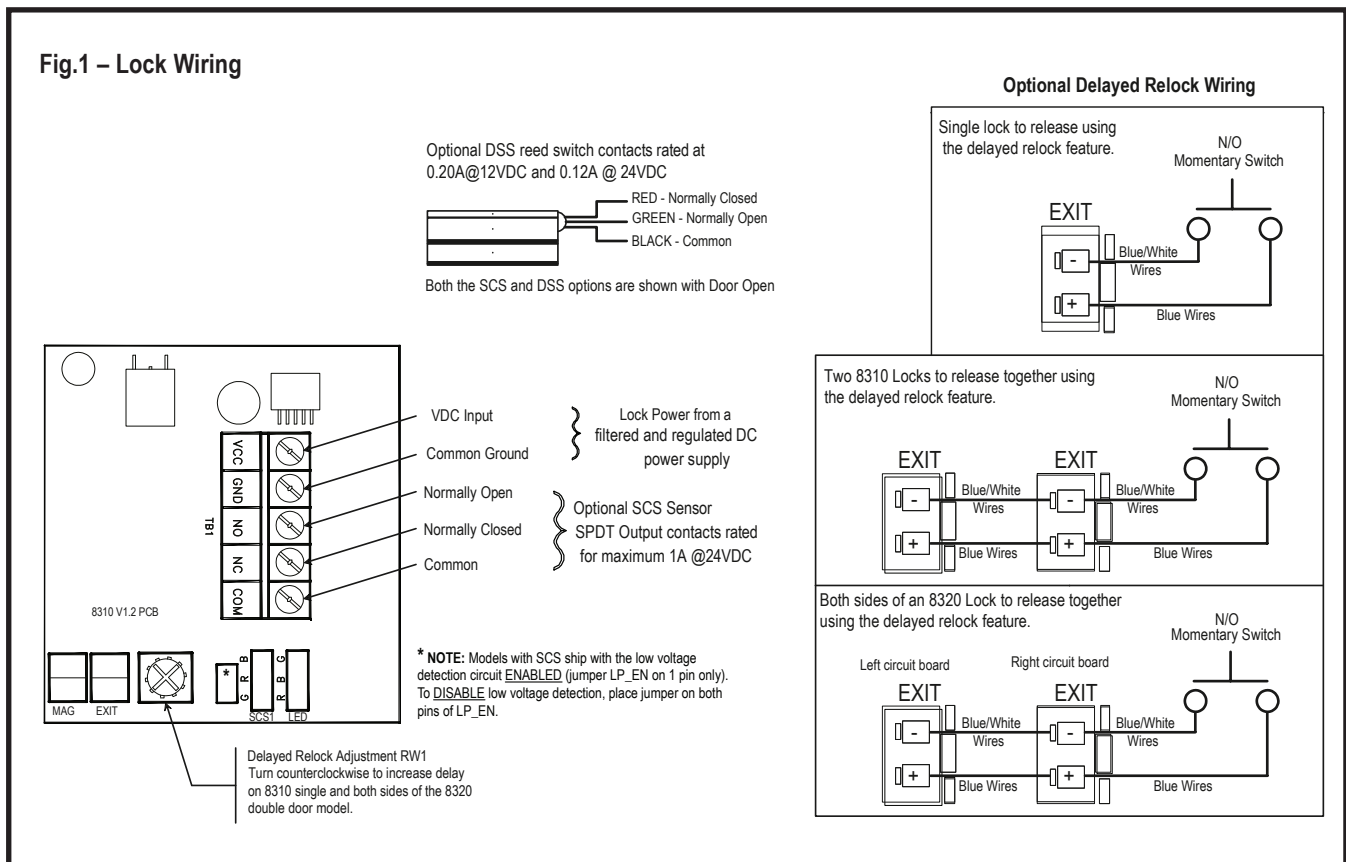 Fig.1 – Lock Wiring
Optional DSS reed switch contacts rated at
0.20A@12VDC and 0.12A @ 24VDC
RED - Normally Closed
GREEN - Normally Open
BLACK - Common
Both the SCS and DSS options are shown with Door Open
VCC
GND
NO
NC
COM
TB1
8310 V1.2 PCB
VDC Input
Common Ground
Normally Open
Normally Closed
Common
Lock Power from a
filtered and regulated DC
power supply
Optional SCS Sensor
SPDT Output contacts rated
for maximum 1A @24VDC
MAG
EXIT
*
G R B
SCS1
R B G
LED
* NOTE: Models with SCS ship with the low voltage
detection circuit ENABLED (jumper LP_EN on 1 pin only).
To DISABLE low voltage detection, place jumper on both
pins of LP_EN.
Delayed Relock Adjustment RW1
Turn counterclockwise to increase delay
on 8310 single and both sides of the 8320
double door model.
Optional Delayed Relock Wiring
Single lock to release using
the delayed relock feature.
N/O
Momentary Switch
EXIT
-
+
Blue/White
Wires
Blue Wires
Two 8310 Locks to release together using
the delayed relock feature.
N/O
Momentary Switch
EXIT
EXIT
-
+
Blue/White
Wires
Blue Wires
-
+
Blue/White
Wires
Blue Wires
Both sides of an 8320 Lock to release together
using the delayed relock feature.
N/O
Momentary Switch
Left circuit board
Right circuit board
EXIT
EXIT
-
+
Blue/White
Wires
Blue Wires
-
+
Blue/White
Wires
Blue Wires